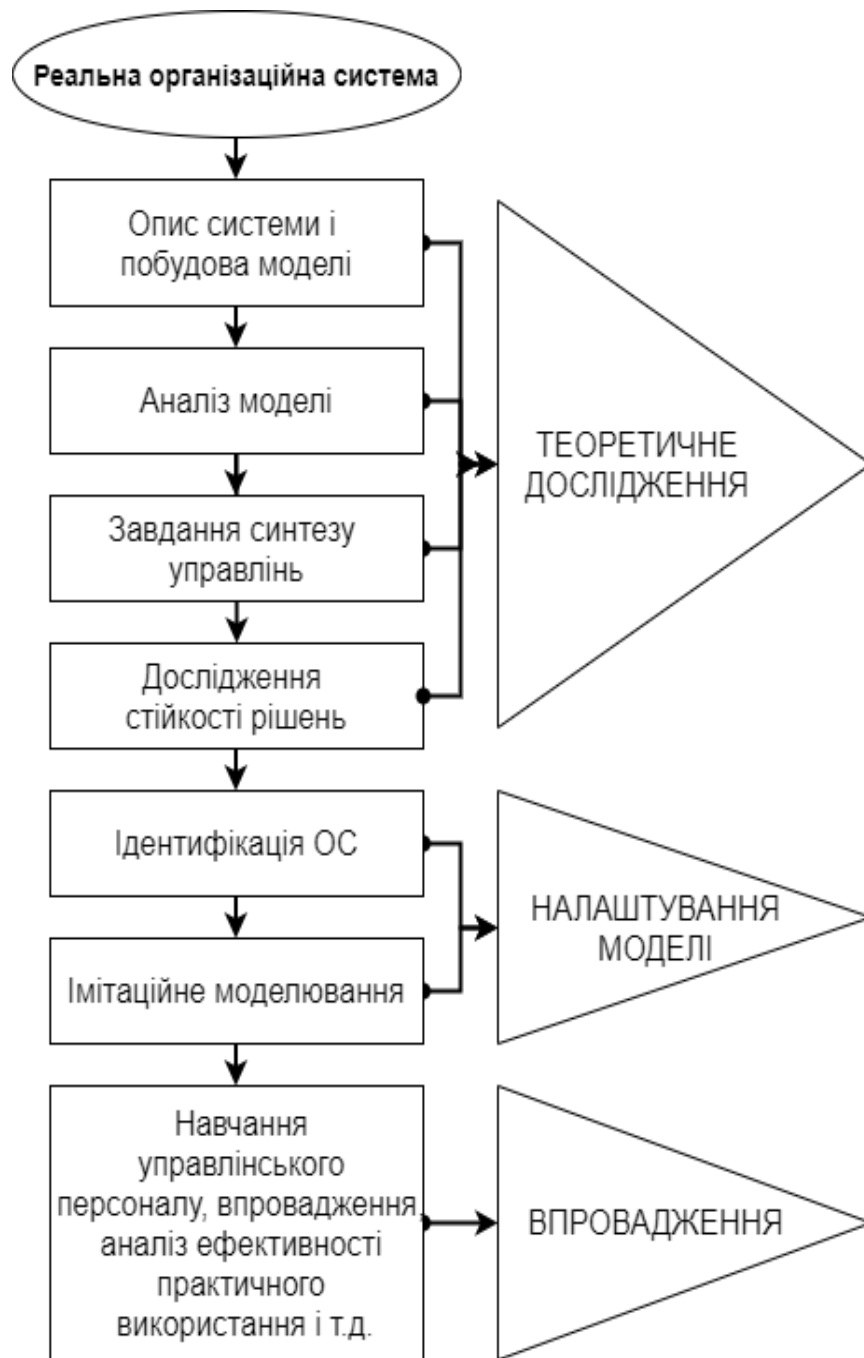 Реальна організаційна система
Опис системи і
побудова моделі
Аналіз моделі
Завдання синтезу
управлінь
Дослідження
стійкості рішень
ТЕОРЕТИЧНЕ
ДОСЛІДЖЕННЯ
Ідентифікація ОС
Імітаційне моделювання
НАЛАШТУВАННЯ
МОДЕЛІ
Навчання
управлінського
персоналу, впровадження,
аналіз ефективності
практичного
використання і т.д.
ВПРОВАДЖЕННЯ